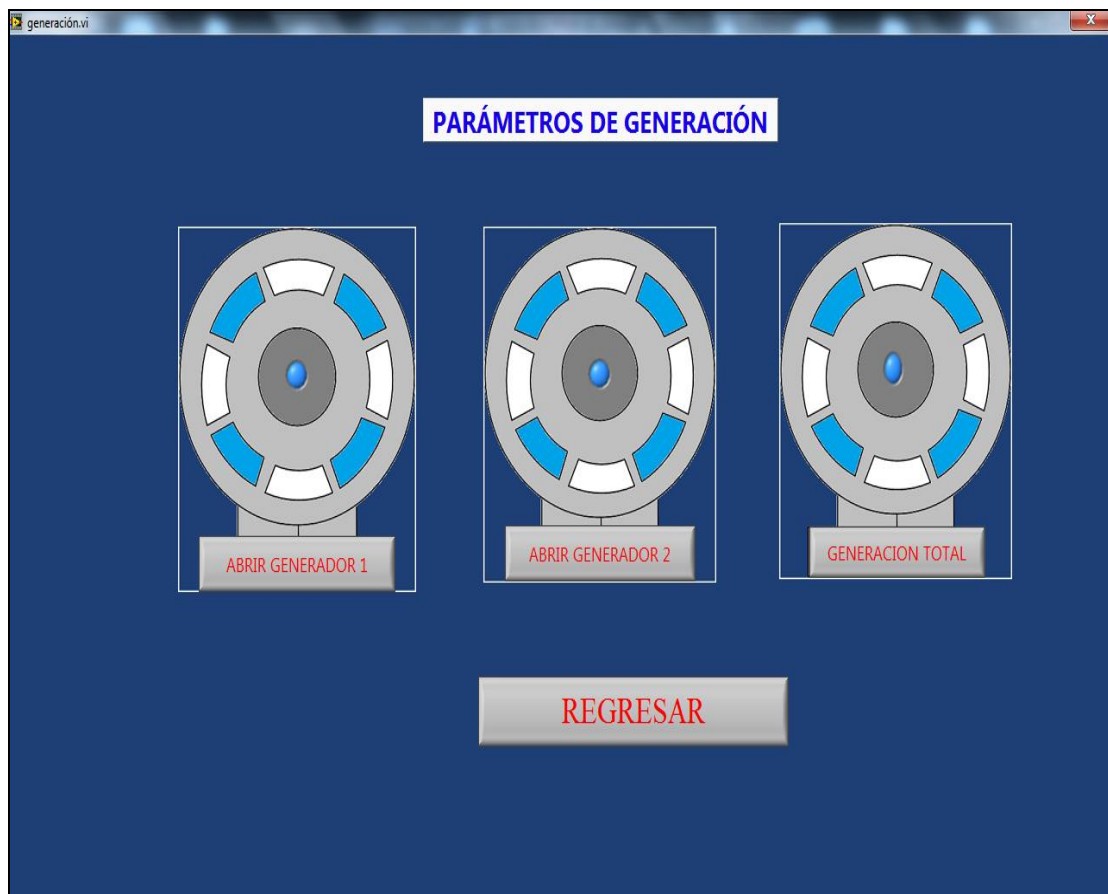 generación.vi
PARÁMETROS DE GENERACIÓN
ABRIR GENERADOR 1
ABRIR GENERADOR 2
GENERACION TOTAL
REGRESAR